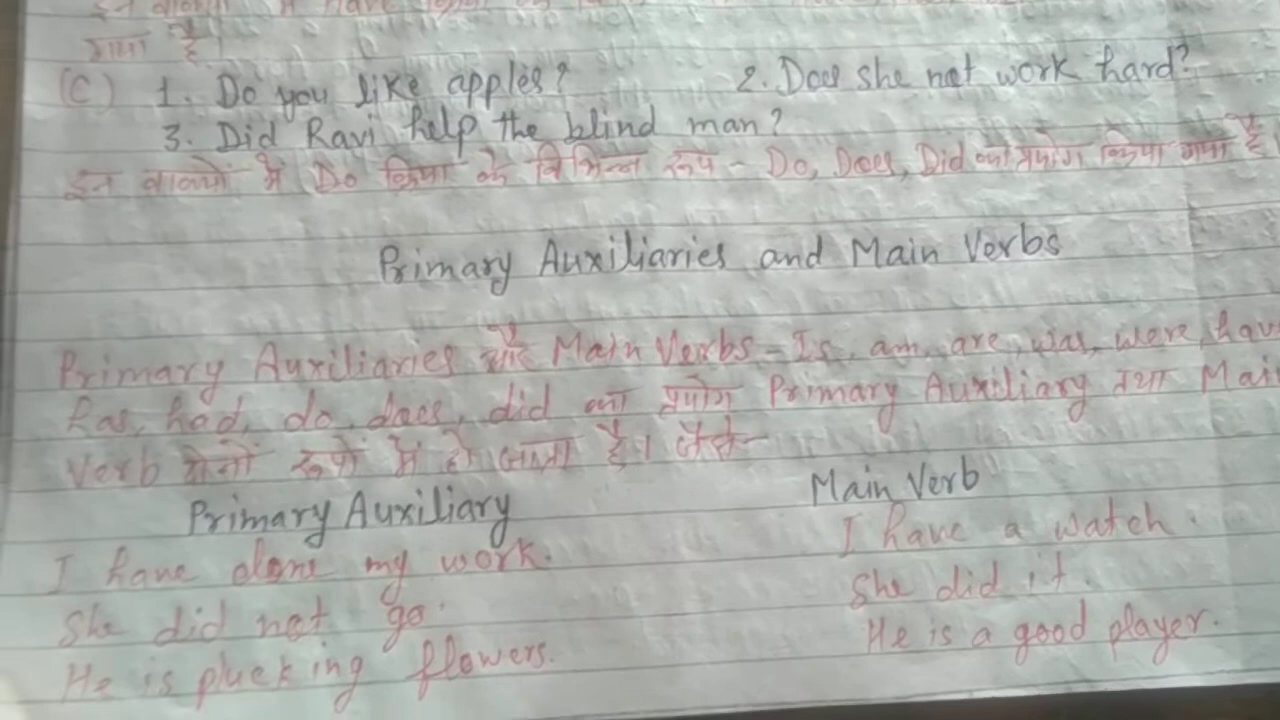 गया है
(C) 1. Do you like apples? 2. Does she not work hard?
3. Did Ravi help the blind man?
इन वाक्यों में Do क्रिया के विभिन्न रूप - Do, Does, Did का प्रयोग किया गया है
Primary Auxiliaries and Main Verbs
Primary Auxiliaries और Main Verbs - Is, am, are, was, were, hav
has, had, do, does, did का प्रयोग Primary Auxiliary तथा Mai
Verb दोनों रूपों में हो जाता है। जैसे-
Primary Auxiliary Main Verb
I have done my work. I have a watch.
She did not go. She did it.
He is plucking flowers. He is a good player.